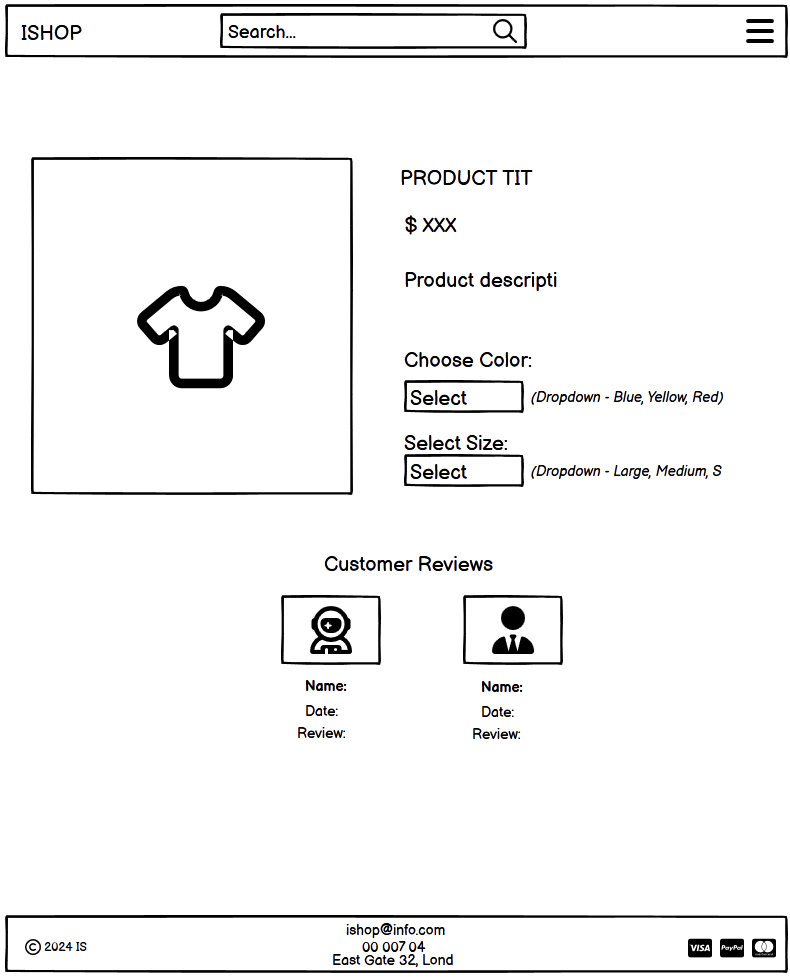 ISHOP
Search...
PRODUCT TIT
$ XXX
Product descripti
Choose Color:
Select (Dropdown - Blue, Yellow, Red)
Select Size:
Select (Dropdown - Large, Medium, S
Customer Reviews
Name: Name:
Date: Date:
Review: Review:
ishop@info.com
© 2024 IS 00 007 04 VISA PayPal mastercard
East Gate 32, Lond